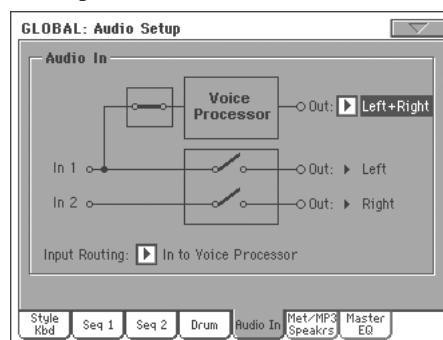 GLOBAL: Audio Setup
Audio In
Voice
Processor
Out: Left+Right
In 1
Out: Left
In 2
Out: Right
Input Routing: In to Voice Processor
Style
Kbd
Seq 1
Seq 2
Drum
Audio In
Met/MP3
Speakrs
Master
EQ